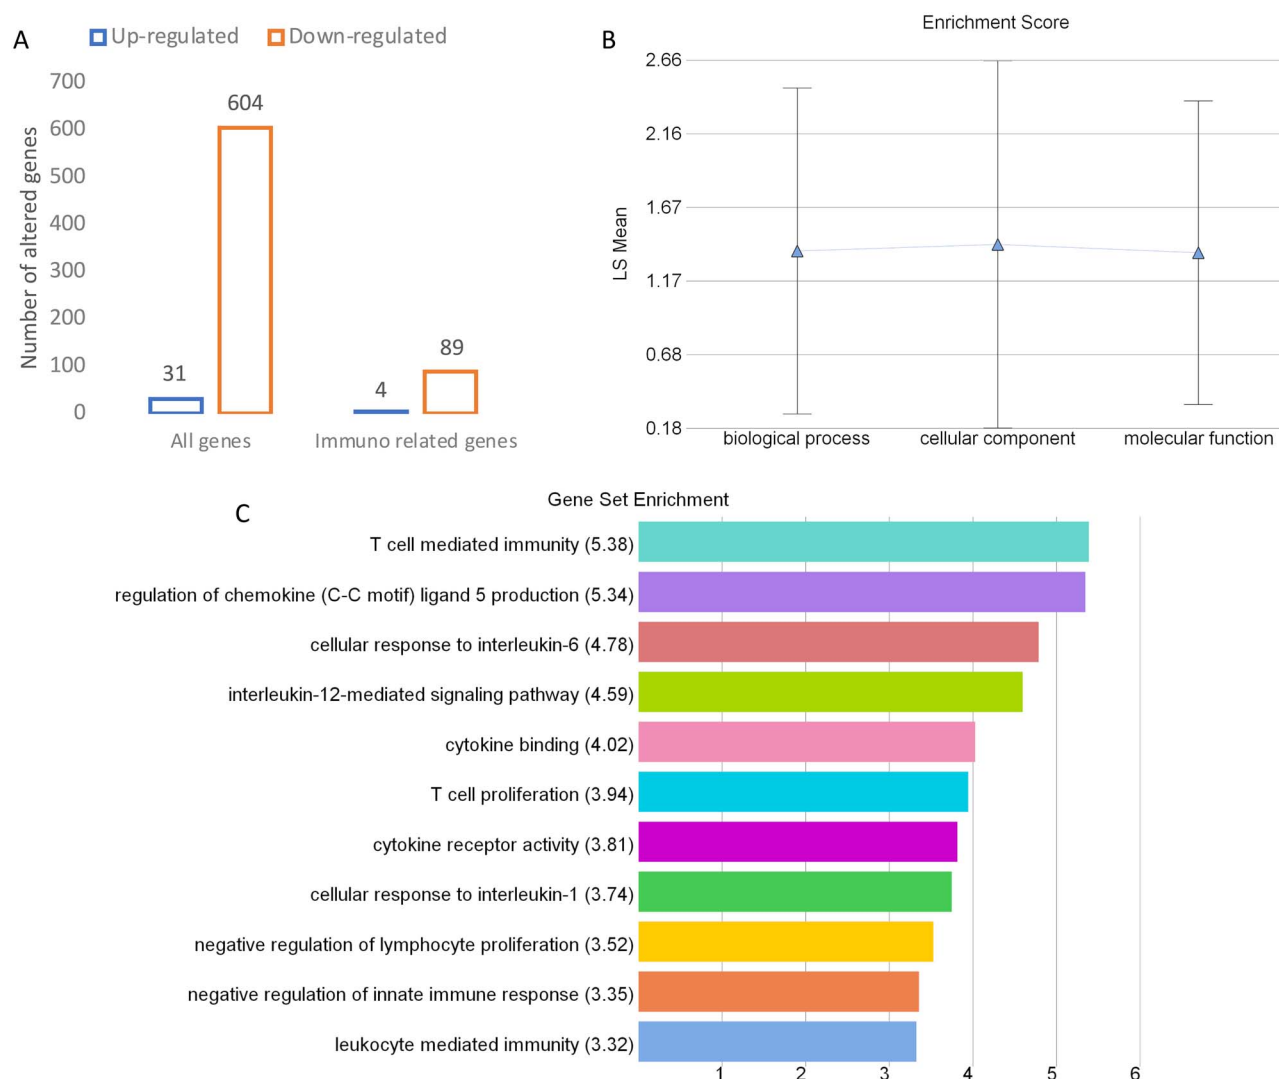 A
Up-regulated
Down-regulated
Number of altered genes
700
600
500
400
300
200
100
0
31
604
4
89
All genes
Immuno related genes
B
Enrichment Score
LS Mean
2.66
2.16
1.67
1.17
0.68
0.18
biological process
cellular component
molecular function
C
Gene Set Enrichment
T cell mediated immunity (5.38)
regulation of chemokine (C-C motif) ligand 5 production (5.34)
cellular response to interleukin-6 (4.78)
interleukin-12-mediated signaling pathway (4.59)
cytokine binding (4.02)
T cell proliferation (3.94)
cytokine receptor activity (3.81)
cellular response to interleukin-1 (3.74)
negative regulation of lymphocyte proliferation (3.52)
negative regulation of innate immune response (3.35)
leukocyte mediated immunity (3.32)
1 2 3 4 5 6